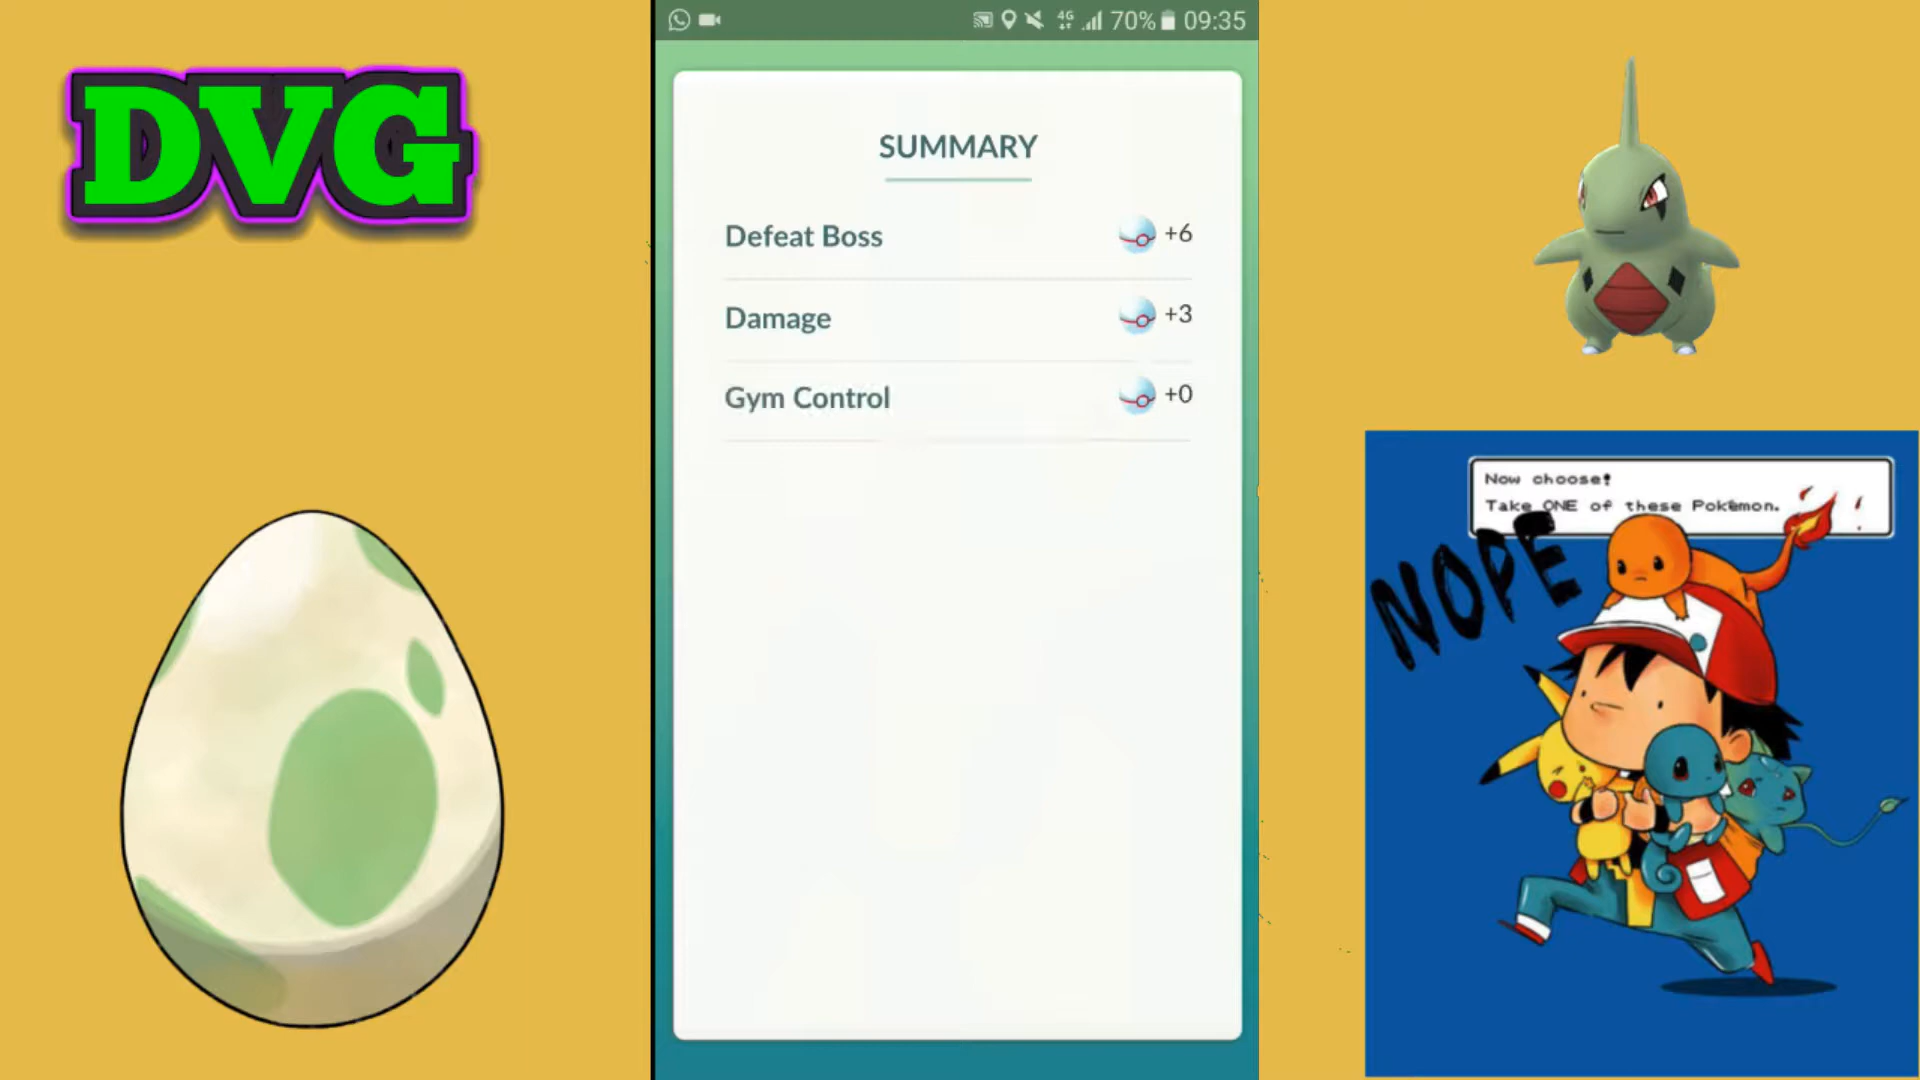 DVG
4G 70% 09:35
SUMMARY
Defeat Boss +6
Damage +3
Gym Control +0
Now choose!
Take ONE of these Pokémon.
NOPE